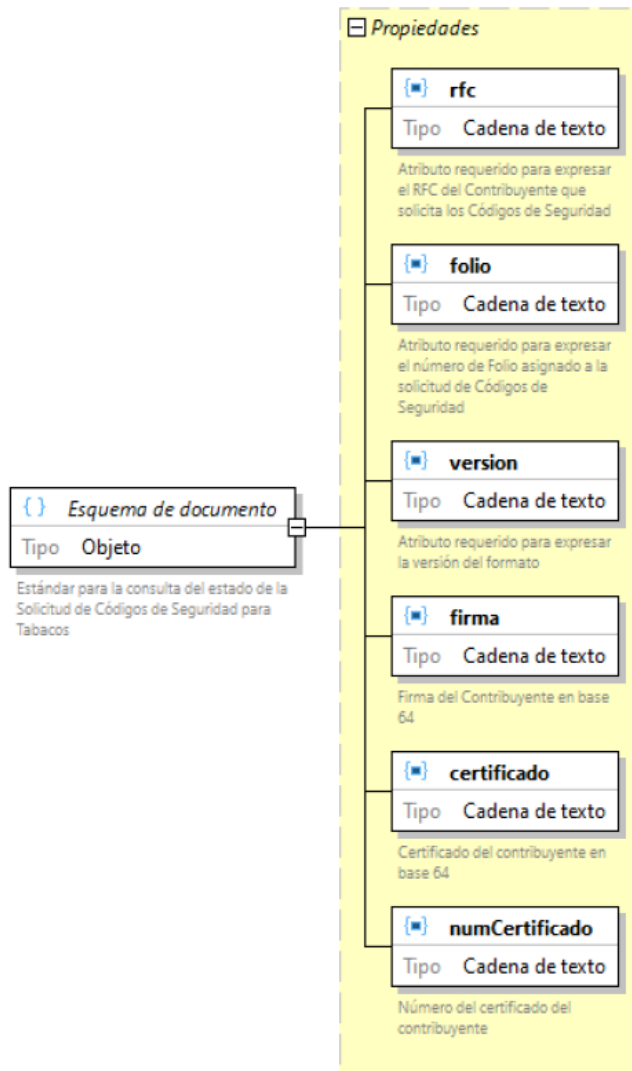 Propiedades
rfc
Tipo Cadena de texto
Atributo requerido para expresar
el RFC del Contribuyente que
solicita los Códigos de Seguridad
folio
Tipo Cadena de texto
Atributo requerido para expresar
el número de Folio asignado a la
solicitud de Códigos de
Seguridad
version
Tipo Cadena de texto
Atributo requerido para expresar
la versión del formato
{ } Esquema de documento
Tipo Objeto
Estándar para la consulta del estado de la
Solicitud de Códigos de Seguridad para
Tabacos
firma
Tipo Cadena de texto
Firma del Contribuyente en base
64
certificado
Tipo Cadena de texto
Certificado del contribuyente en
base 64
numCertificado
Tipo Cadena de texto
Número del certificado del
contribuyente